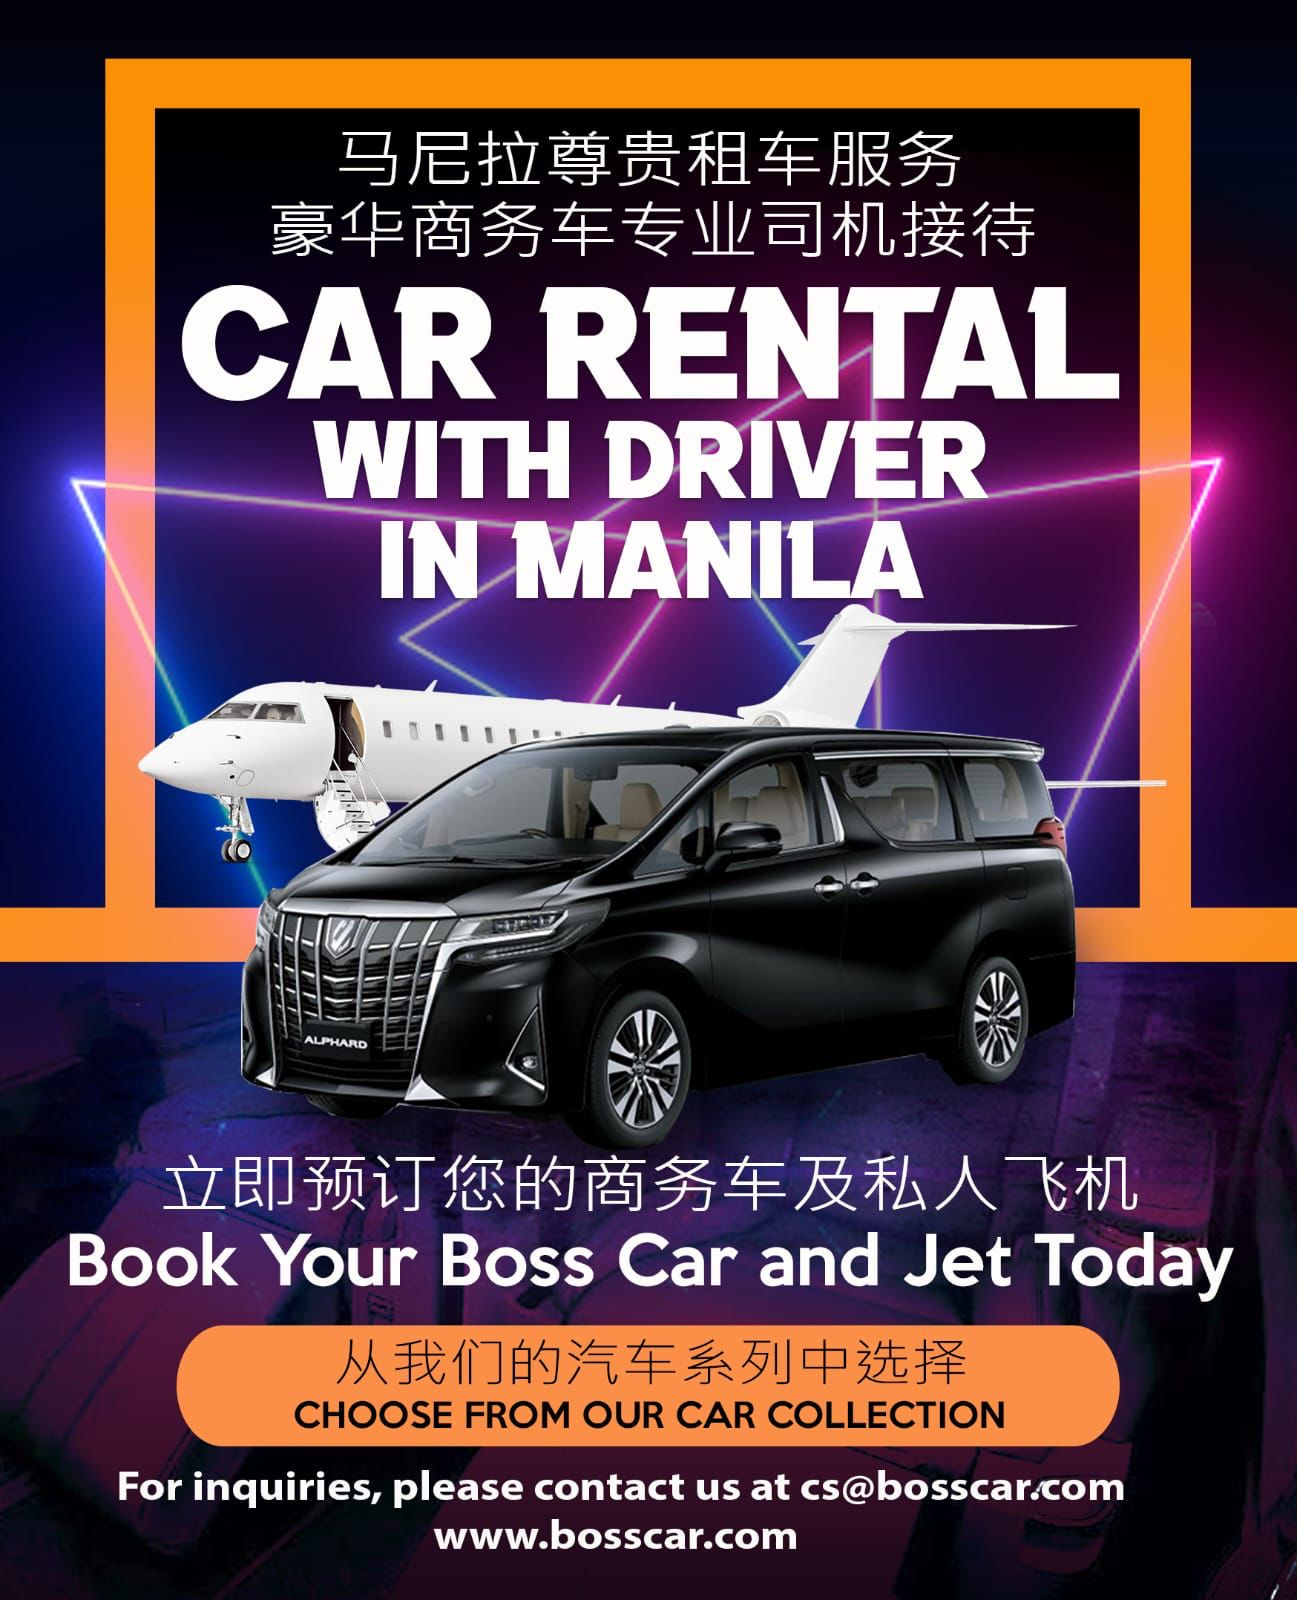 马尼拉尊贵租车服务
豪华商务车专业司机接待
CAR RENTAL
WITH DRIVER
IN MANILA
ALPHARD
立即预订您的商务车及私人飞机
Book Your Boss Car and Jet Today
从我们的汽车系列中选择
CHOOSE FROM OUR CAR COLLECTION
For inquiries, please contact us at cs@bosscar.com
www.bosscar.com